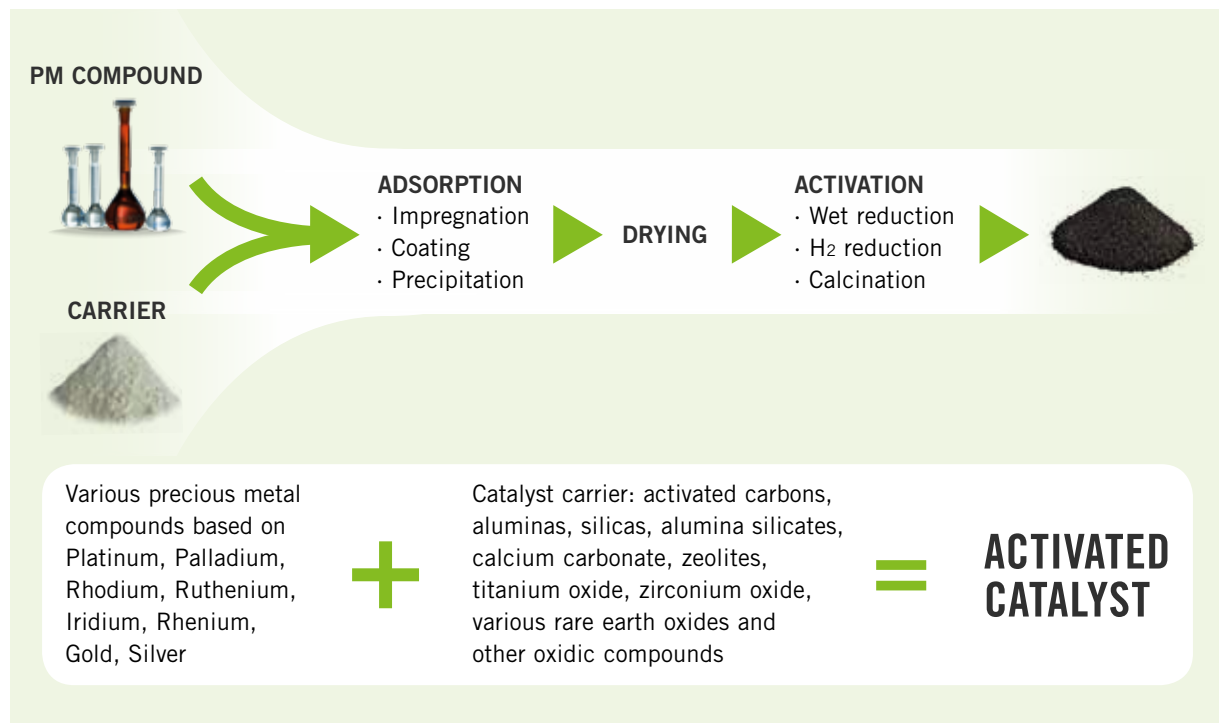 PM COMPOUND
CARRIER
ADSORPTION
· Impregnation
· Coating
· Precipitation
DRYING
ACTIVATION
· Wet reduction
· H2 reduction
· Calcination
Various precious metal
compounds based on
Platinum, Palladium,
Rhodium, Ruthenium,
Iridium, Rhenium,
Gold, Silver
+
Catalyst carrier: activated carbons,
aluminas, silicas, alumina silicates,
calcium carbonate, zeolites,
titanium oxide, zirconium oxide,
various rare earth oxides and
other oxidic compounds
=
ACTIVATED
CATALYST